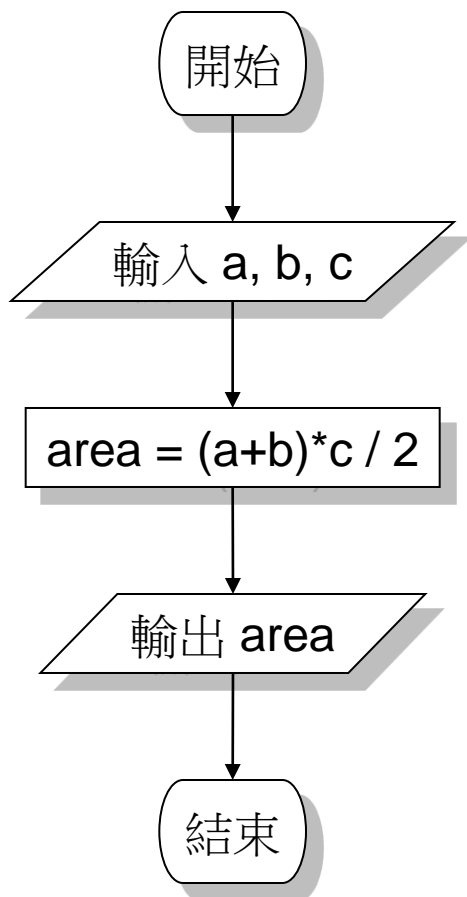 開始
輸入 a, b, c
area = (a+b)*c / 2
輸出 area
結束